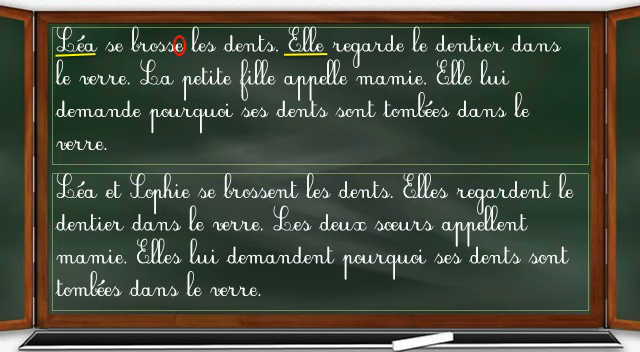 Léa se brosse les dents. Elle regarde le dentier dans
le verre. La petite fille appelle mamie. Elle lui
demande pourquoi ses dents sont tombées dans le
verre.
Léa et Sophie se brossent les dents. Elles regardent le
dentier dans le verre. Les deux sœurs appellent
mamie. Elles lui demandent pourquoi ses dents sont
tombées dans le verre.